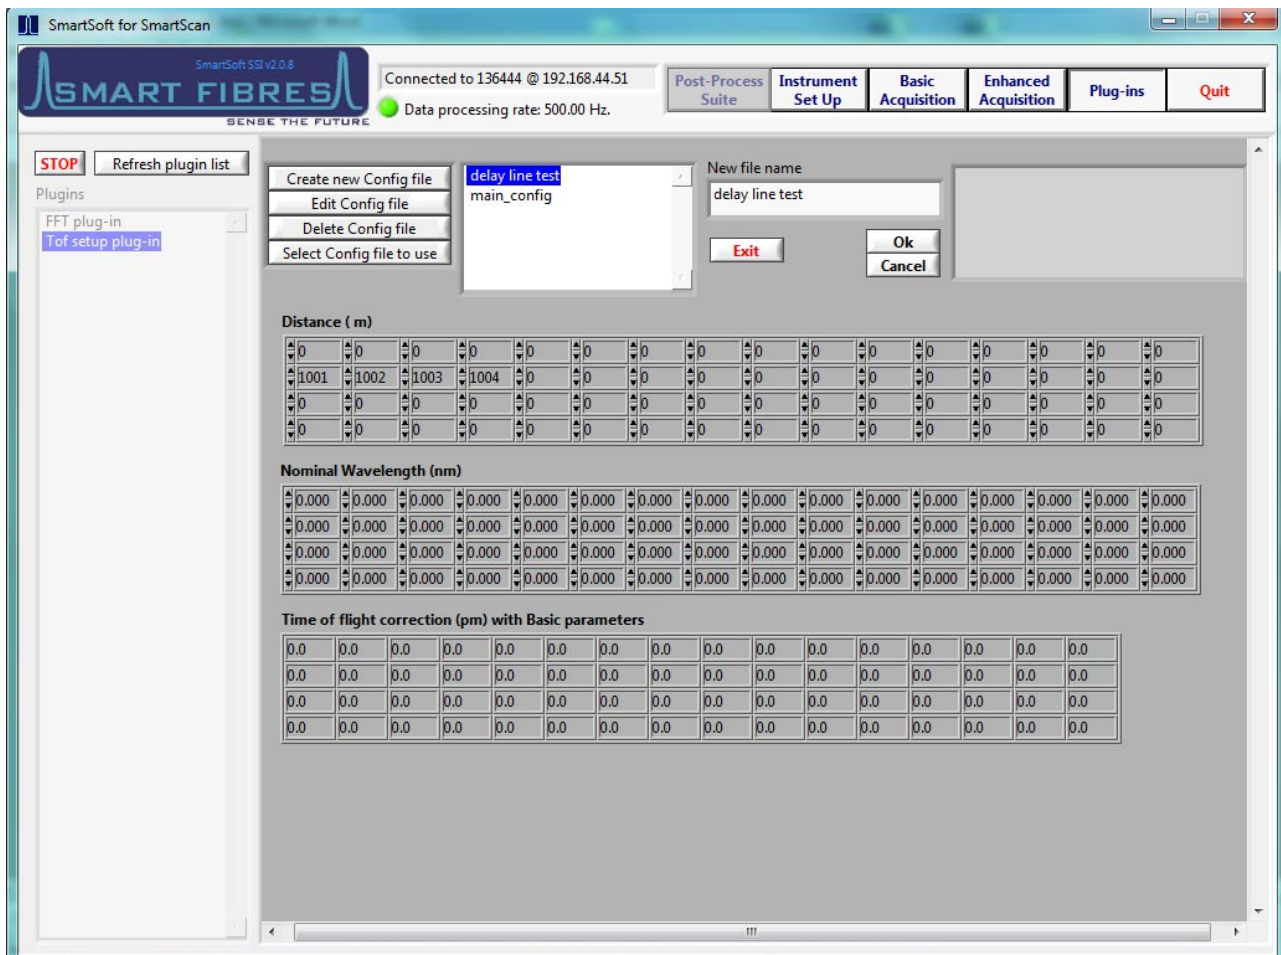 SmartSoft for SmartScan
SmartSoft SSI v2.0.8
SMART FIBRES
SENSE THE FUTURE
Connected to 136444 @ 192.168.44.51
Data processing rate: 500.00 Hz.
Post-Process Suite
Instrument Set Up
Basic Acquisition
Enhanced Acquisition
Plug-ins
Quit
STOP
Refresh plugin list
Plugins
FFT plug-in
Tof setup plug-in
Create new Config file
Edit Config file
Delete Config file
Select Config file to use
delay line test
main_config
New file name
delay line test
Exit
Ok
Cancel
Distance ( m)
0 0 0 0 0 0 0 0 0 0 0 0 0 0 0 0
1001 1002 1003 1004 0 0 0 0 0 0 0 0 0 0 0 0
0 0 0 0 0 0 0 0 0 0 0 0 0 0 0 0
0 0 0 0 0 0 0 0 0 0 0 0 0 0 0 0
Nominal Wavelength (nm)
0.000 0.000 0.000 0.000 0.000 0.000 0.000 0.000 0.000 0.000 0.000 0.000 0.000 0.000 0.000 0.000
0.000 0.000 0.000 0.000 0.000 0.000 0.000 0.000 0.000 0.000 0.000 0.000 0.000 0.000 0.000 0.000
0.000 0.000 0.000 0.000 0.000 0.000 0.000 0.000 0.000 0.000 0.000 0.000 0.000 0.000 0.000 0.000
0.000 0.000 0.000 0.000 0.000 0.000 0.000 0.000 0.000 0.000 0.000 0.000 0.000 0.000 0.000 0.000
Time of flight correction (pm) with Basic parameters
0.0 0.0 0.0 0.0 0.0 0.0 0.0 0.0 0.0 0.0 0.0 0.0 0.0 0.0 0.0 0.0
0.0 0.0 0.0 0.0 0.0 0.0 0.0 0.0 0.0 0.0 0.0 0.0 0.0 0.0 0.0 0.0
0.0 0.0 0.0 0.0 0.0 0.0 0.0 0.0 0.0 0.0 0.0 0.0 0.0 0.0 0.0 0.0
0.0 0.0 0.0 0.0 0.0 0.0 0.0 0.0 0.0 0.0 0.0 0.0 0.0 0.0 0.0 0.0